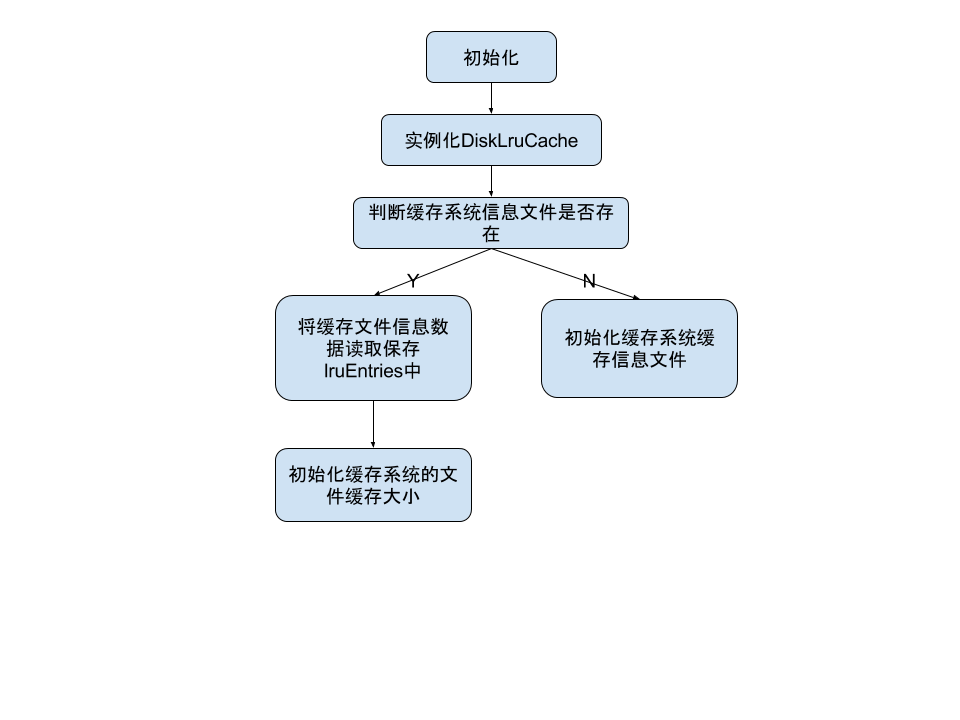 初始化
实例化DiskLruCache
判断缓存系统信息文件是否存
在
Y
N
将缓存文件信息数
据读取保存
lruEntries中
初始化缓存系统缓
存信息文件
初始化缓存系统的文
件缓存大小